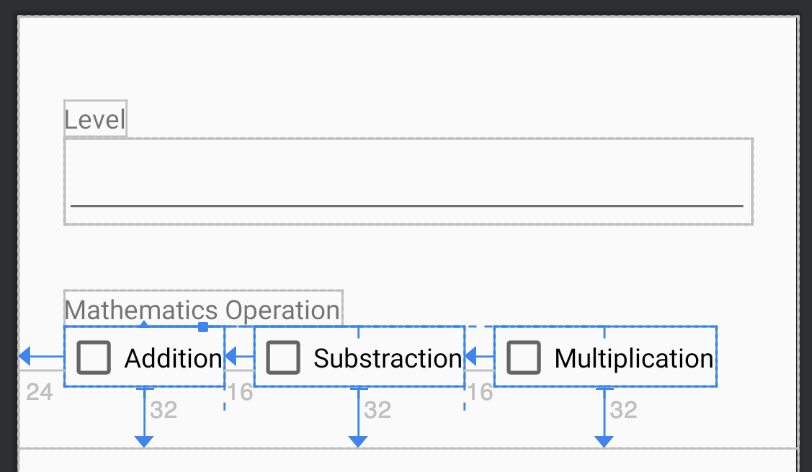 Level
Mathematics Operation
Addition Substraction Multiplication
24 16 16
32 32 32